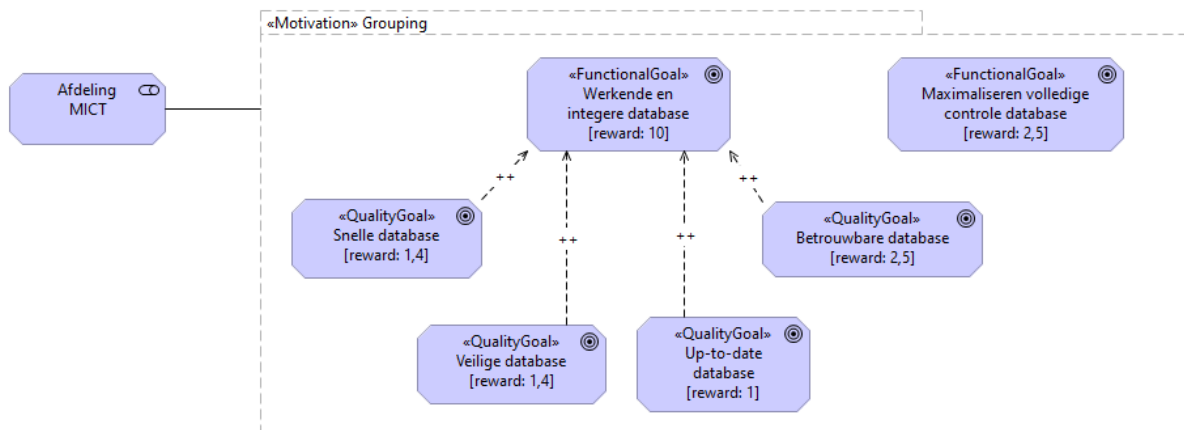 «Motivation» Grouping
Afdeling
MICT
«FunctionalGoal»
Werkende en
integere database
[reward: 10]
«FunctionalGoal»
Maximaliseren volledige
controle database
[reward: 2,5]
++
++
++
++
«QualityGoal»
Snelle database
[reward: 1,4]
«QualityGoal»
Betrouwbare database
[reward: 2,5]
«QualityGoal»
Veilige database
[reward: 1,4]
«QualityGoal»
Up-to-date
database
[reward: 1]